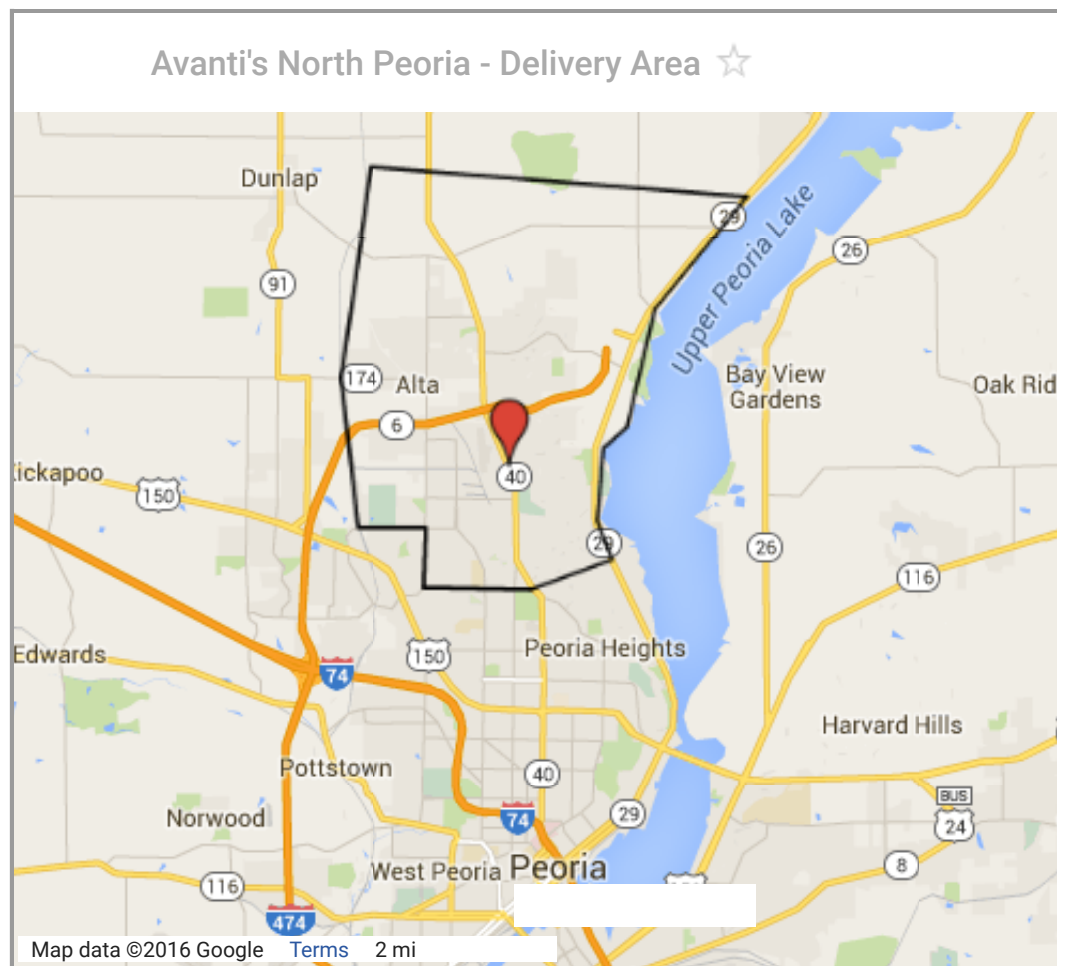 Avanti's North Peoria - Delivery Area
Dunlap
29
Upper Peoria Lake
26
91
174
Alta
Bay View
Gardens
Oak Rid
6
ickapoo
150
40
29
26
116
Edwards
150
Peoria Heights
74
Harvard Hills
Pottstown
40
BUS
24
Norwood
74
29
West Peoria
Peoria
8
116
474
Map data ©2016 Google Terms 2 mi